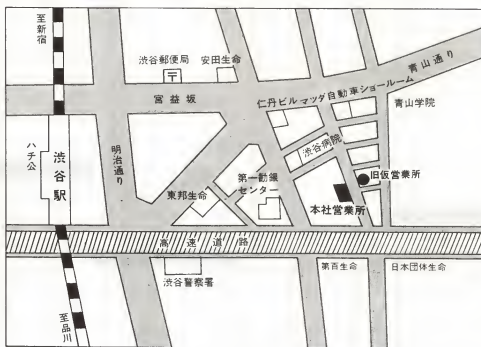 至新宿
渋谷郵便局
安田生命
青山通り
宮益坂
仁丹ビル
マツダ自動車ショールーム
青山学院
ハチ公
渋谷駅
明治通り
渋谷病院
旧仮営業所
第一勧銀
センター
東邦生命
本社営業所
高速道路
渋谷警察署
第百生命
日本団体生命
至品川